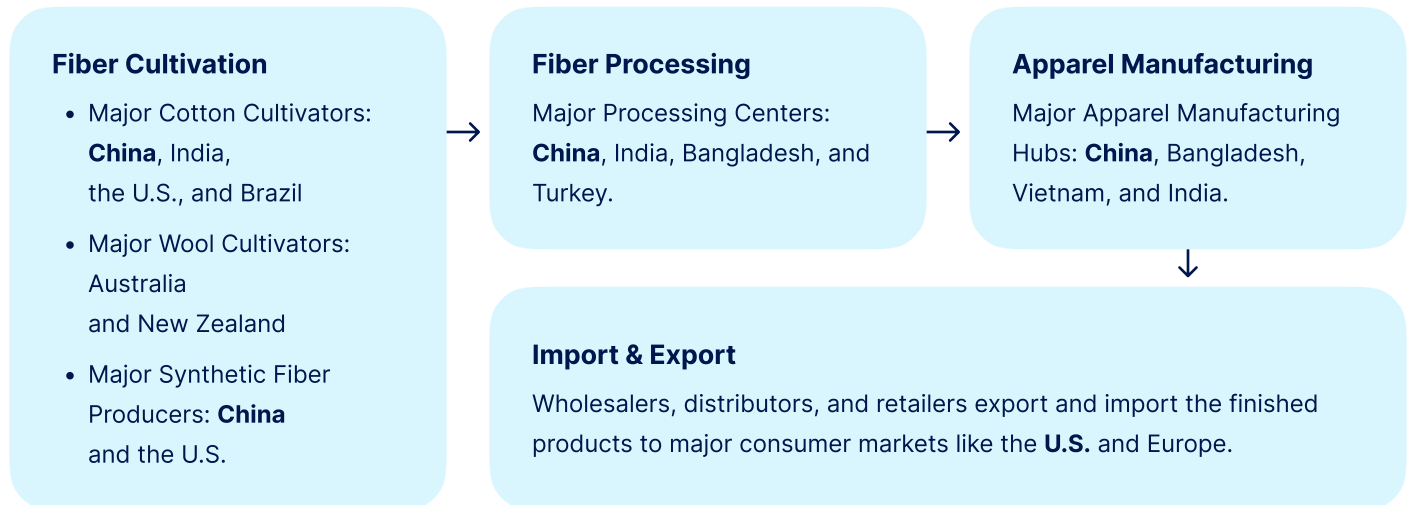 Fiber Cultivation
• Major Cotton Cultivators:
China, India,
the U.S., and Brazil
• Major Wool Cultivators:
Australia
and New Zealand
• Major Synthetic Fiber
Producers: China
and the U.S.
Fiber Processing
Major Processing Centers:
China, India, Bangladesh, and
Turkey.
Apparel Manufacturing
Major Apparel Manufacturing
Hubs: China, Bangladesh,
Vietnam, and India.
Import & Export
Wholesalers, distributors, and retailers export and import the finished
products to major consumer markets like the U.S. and Europe.